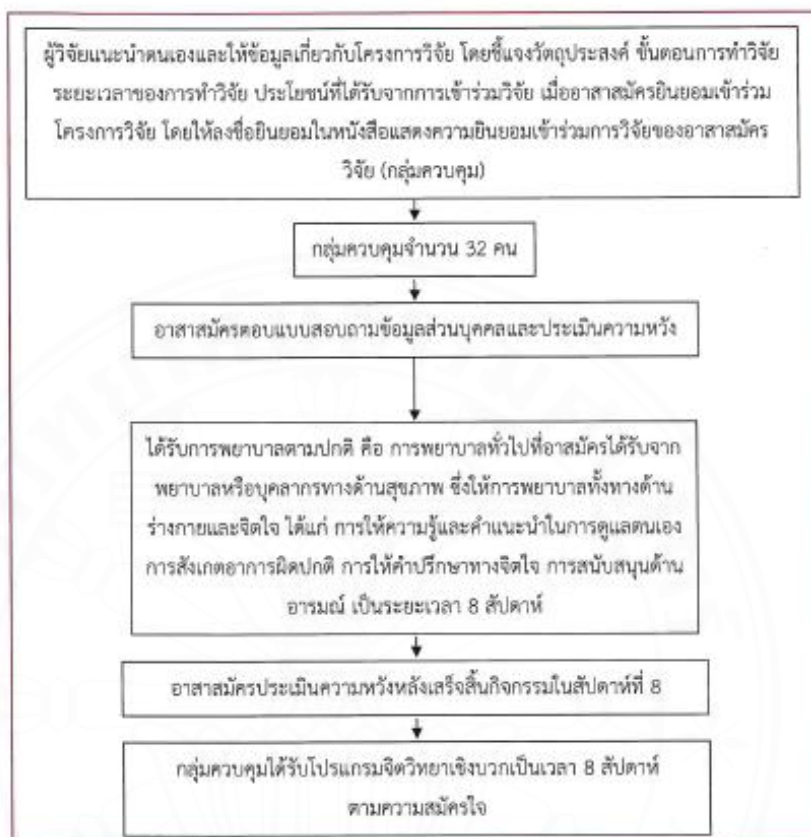 ผู้วิจัยแนะนำตนเองและให้ข้อมูลเกี่ยวกับโครงการวิจัย โดยชี้แจงวัตถุประสงค์ ขั้นตอนการทำวิจัย
ระยะเวลาของการทำวิจัย ประโยชน์ที่ได้รับจากการเข้าร่วมวิจัย เมื่ออาสาสมัครยินยอมเข้าร่วม
โครงการวิจัย โดยให้ลงชื่อยินยอมในหนังสือแสดงความยินยอมเข้าร่วมการวิจัยของอาสาสมัคร
วิจัย (กลุ่มควบคุม)
กลุ่มควบคุมจำนวน 32 คน
อาสาสมัครตอบแบบสอบถามข้อมูลส่วนบุคคลและประเมินความหวัง
ได้รับการพยาบาลตามปกติ คือ การพยาบาลทั่วไปที่อาสมัครได้รับจาก
พยาบาลหรือบุคลากรทางด้านสุขภาพ ซึ่งให้การพยาบาลทั้งทางด้าน
ร่างกายและจิตใจ ได้แก่ การให้ความรู้และคำแนะนำในการดูแลตนเอง
การสังเกตอาการผิดปกติ การให้คำปรึกษาทางจิตใจ การสนับสนุนด้าน
อารมณ์ เป็นระยะเวลา 8 สัปดาห์
อาสาสมัครประเมินความหวังหลังเสร็จสิ้นกิจกรรมในสัปดาห์ที่ 8
กลุ่มควบคุมได้รับโปรแกรมจิตวิทยาเชิงบวกเป็นเวลา 8 สัปดาห์
ตามความสมัครใจ